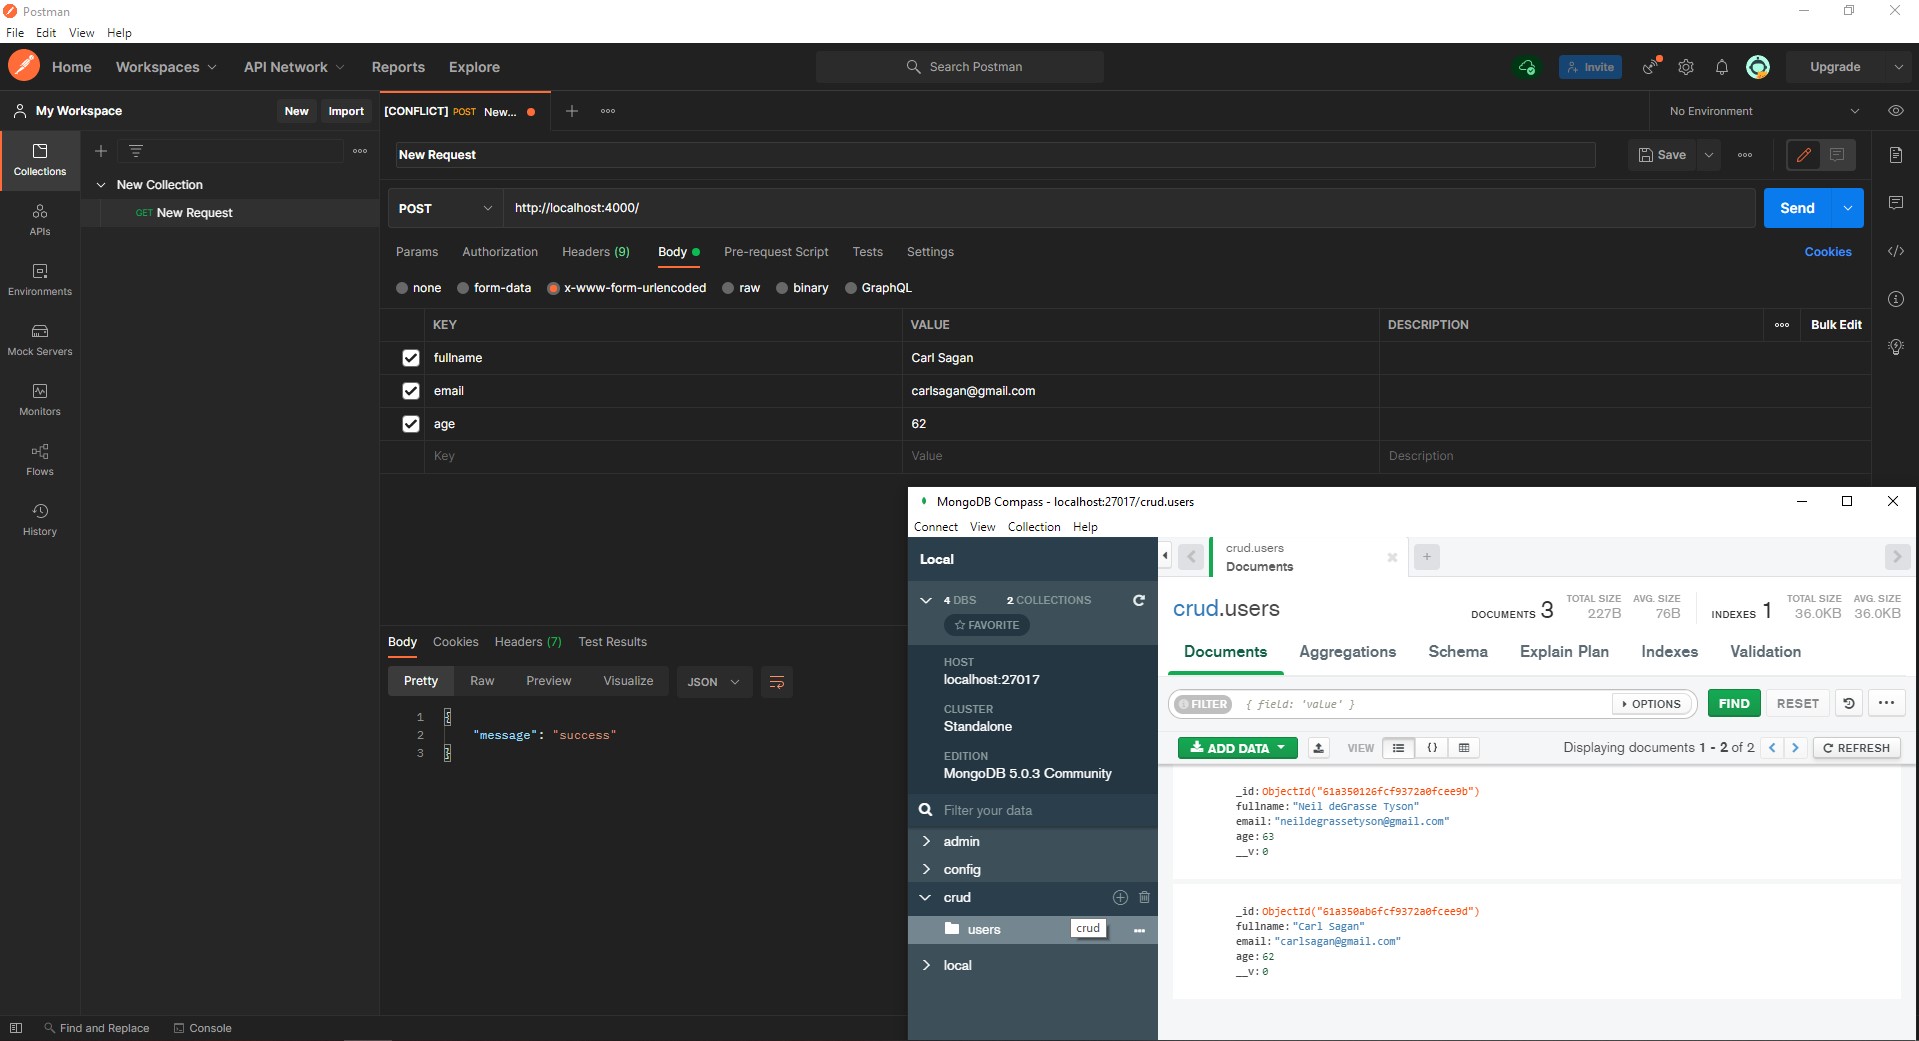 Postman
File Edit View Help
Home Workspaces API Network Reports Explore Search Postman Invite Upgrade
My Workspace New Import [CONFLICT] POST New... No Environment
Collections
New Request Save
New Collection
GET New Request
POST http://localhost:4000/ Send
APIs
Params Authorization Headers (9) Body Pre-request Script Tests Settings Cookies
Environments
none form-data x-www-form-urlencoded raw binary GraphQL
KEY VALUE DESCRIPTION Bulk Edit
Mock Servers
fullname Carl Sagan
email carlsagan@gmail.com
Monitors
age 62
Key Value Description
Flows
History
MongoDB Compass - localhost:27017/crud.users
Connect View Collection Help
Local
crud.users
Documents
4 DBS 2 COLLECTIONS
FAVORITE
crud.users
DOCUMENTS 3 TOTAL SIZE 227B AVG. SIZE 76B INDEXES 1 TOTAL SIZE 36.0KB AVG. SIZE 36.0KB
Documents Aggregations Schema Explain Plan Indexes Validation
HOST
localhost:27017
CLUSTER
Standalone
EDITION
MongoDB 5.0.3 Community
FILTER { field: 'value' } OPTIONS FIND RESET
ADD DATA VIEW {} Displaying documents 1 - 2 of 2 REFRESH
Filter your data
admin
config
crud
users crud
local
_id: ObjectId("61a350126fcf9372a0fcee9b")
fullname: "Neil deGrasse Tyson"
email: "neildegrassetyson@gmail.com"
age: 63
__v: 0
_id: ObjectId("61a350ab6fcf9372a0fcee9d")
fullname: "Carl Sagan"
email: "carlsagan@gmail.com"
age: 62
__v: 0
Body Cookies Headers (7) Test Results
Pretty Raw Preview Visualize JSON
1 {
2 "message": "success"
3 }
Find and Replace Console